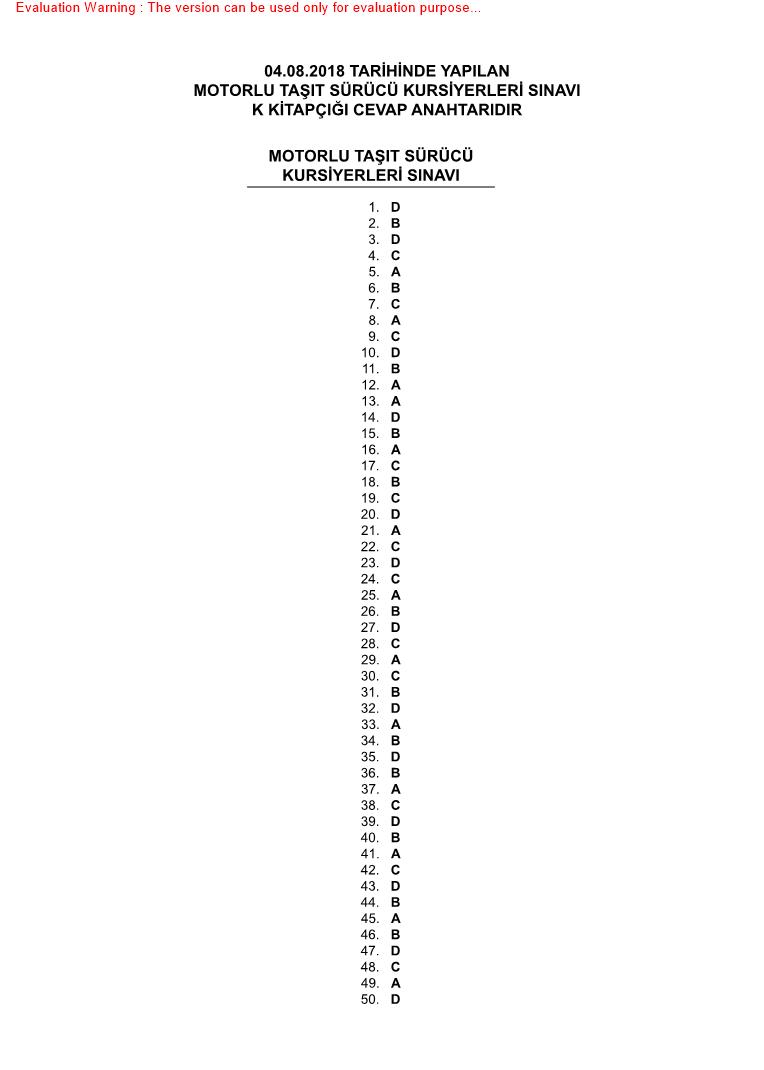 Evaluation Warning : The version can be used only for evaluation purpose...
04.08.2018 TARİHİNDE YAPILAN
MOTORLU TAŞIT SÜRÜCÜ KURSİYERLERİ SINAVI
K KİTAPÇIĞI CEVAP ANAHTARIDIR
MOTORLU TAŞIT SÜRÜCÜ
KURSİYERLERİ SINAVI
1. D
2. B
3. D
4. C
5. A
6. B
7. C
8. A
9. C
10. D
11. B
12. A
13. A
14. D
15. B
16. A
17. C
18. B
19. C
20. D
21. A
22. C
23. D
24. C
25. A
26. B
27. D
28. C
29. A
30. C
31. B
32. D
33. A
34. B
35. D
36. B
37. A
38. C
39. D
40. B
41. A
42. C
43. D
44. B
45. A
46. B
47. D
48. C
49. A
50. D